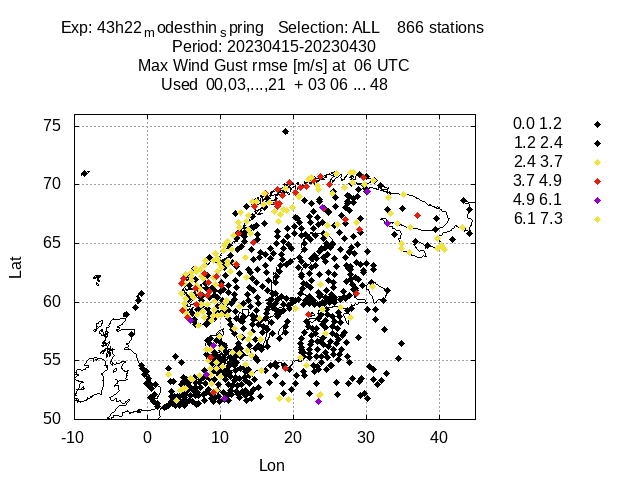 Exp: 43h22modesthinspring Selection: ALL 866 stations
Period: 20230415-20230430
Max Wind Gust rmse [m/s] at 06 UTC
Used 00,03,...,21 + 03 06 ... 48
0.0 1.2
1.2 2.4
2.4 3.7
3.7 4.9
4.9 6.1
6.1 7.3
75
70
65
60
55
50
Lat
-10 0 10 20 30 40
Lon